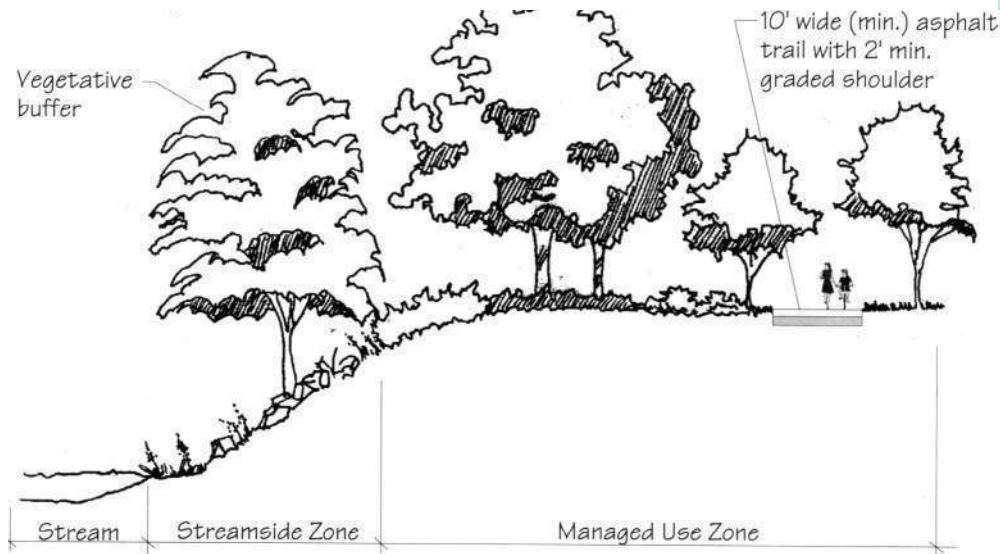 10' wide (min.) asphalt
trail with 2' min.
graded shoulder
Vegetative
buffer
Stream
Streamside Zone
Managed Use Zone